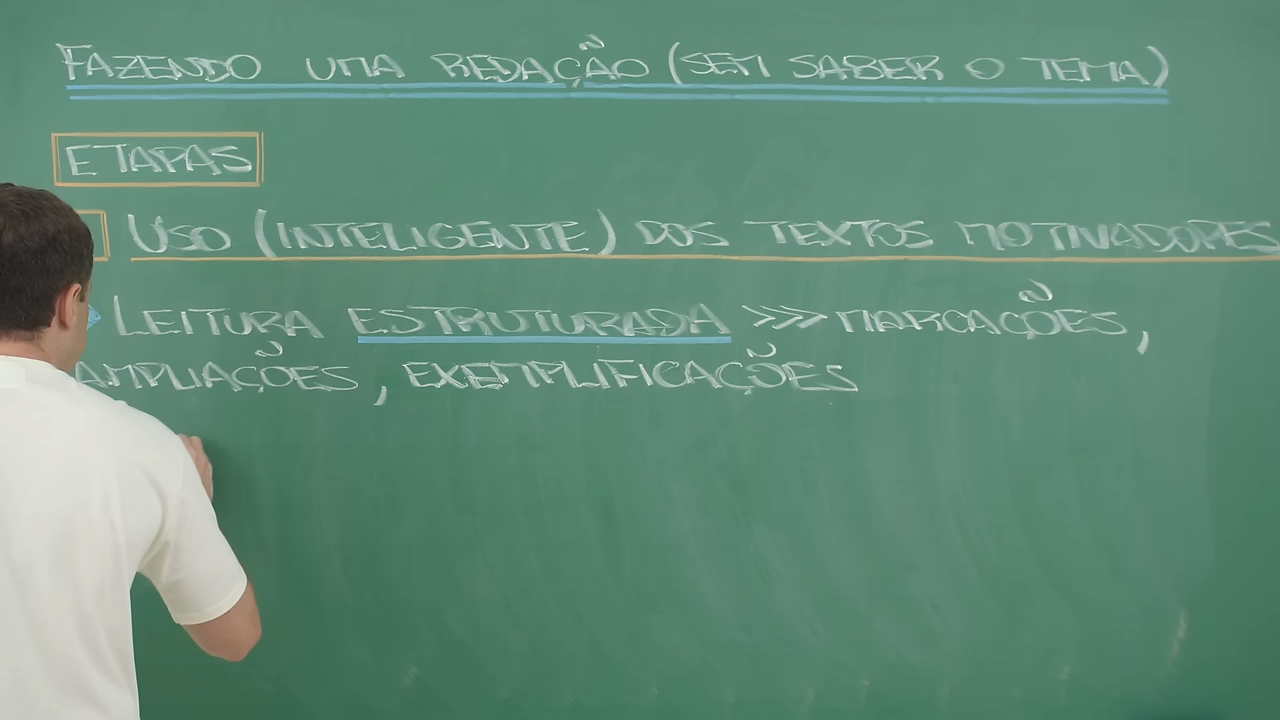 FAZENDO UMA REDAÇÃO (SEM SABER O TEMA)
ETAPAS
USO (INTELIGENTE) DOS TEXTOS MOTIVADORES
LEITURA ESTRUTURADA >>> MARCAÇÕES,
AMPLIAÇÕES, EXEMPLIFICAÇÕES